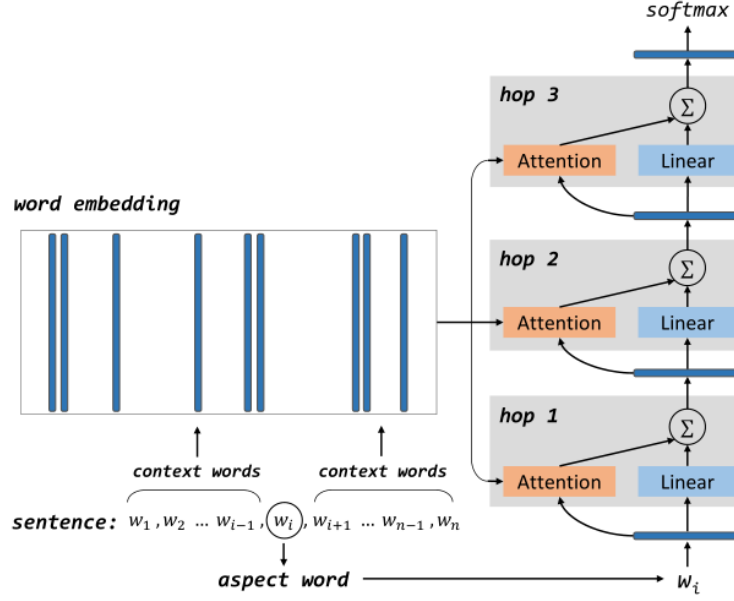 softmax
hop 3
Σ
Attention
Linear
word embedding
hop 2
Σ
Attention
Linear
hop 1
Σ
context words
context words
Attention
Linear
sentence: w₁ , w₂ … wᵢ₋₁ , wᵢ , wᵢ₊₁ … wₙ₋₁ , wₙ
aspect word
wᵢ